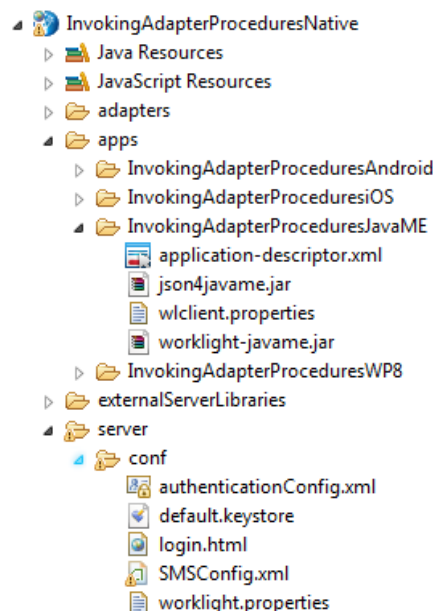 InvokingAdapterProceduresNative
Java Resources
JavaScript Resources
adapters
apps
InvokingAdapterProceduresAndroid
InvokingAdapterProceduresiOS
InvokingAdapterProceduresJavaME
application-descriptor.xml
json4javame.jar
wlclient.properties
worklight-javame.jar
InvokingAdapterProceduresWP8
externalServerLibraries
server
conf
authenticationConfig.xml
default.keystore
login.html
SMSConfig.xml
worklight.properties